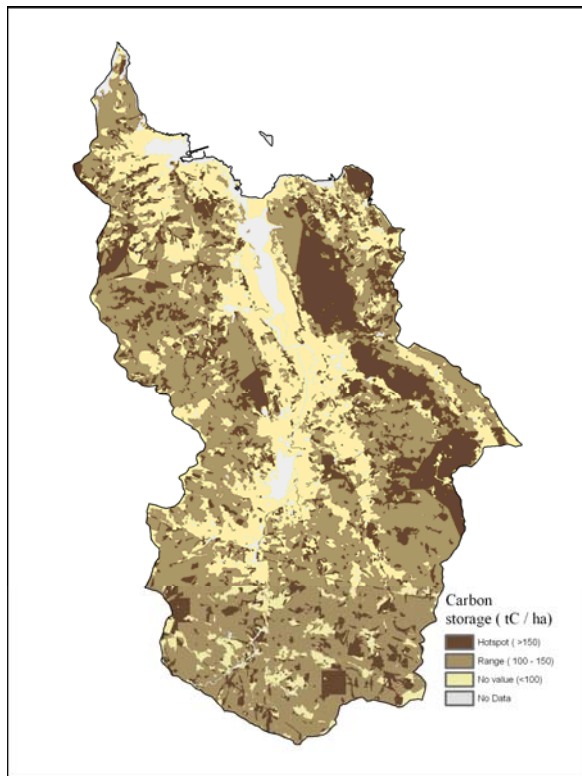 Carbon
storage ( tC / ha)
Hotspot ( >150)
Range ( 100 - 150)
No value (<100)
No Data